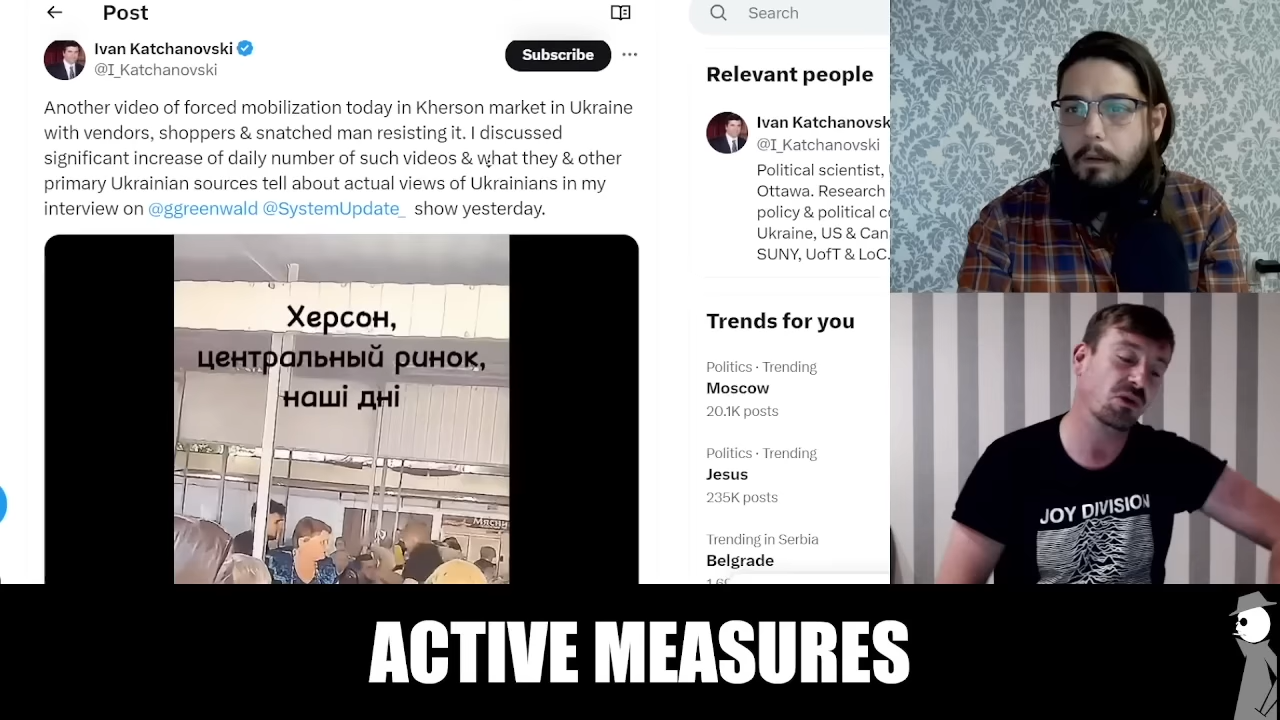 Post
Ivan Katchanovski
@I_Katchanovski
Subscribe
Another video of forced mobilization today in Kherson market in Ukraine
with vendors, shoppers & snatched man resisting it. I discussed
significant increase of daily number of such videos & what they & other
primary Ukrainian sources tell about actual views of Ukrainians in my
interview on @ggreenwald @SystemUpdate_ show yesterday.
Херсон,
центральный ринок,
наші дні
Мясн
Search
Relevant people
Ivan Katchanovsk
@I_Katchanovski
Political scientist,
Ottawa. Research
policy & political co
Ukraine, US & Can
SUNY, UofT & LoC.
Trends for you
Politics · Trending
Moscow
20.1K posts
Politics · Trending
Jesus
235K posts
Trending in Serbia
Belgrade
JOY DIVISION
ACTIVE MEASURES